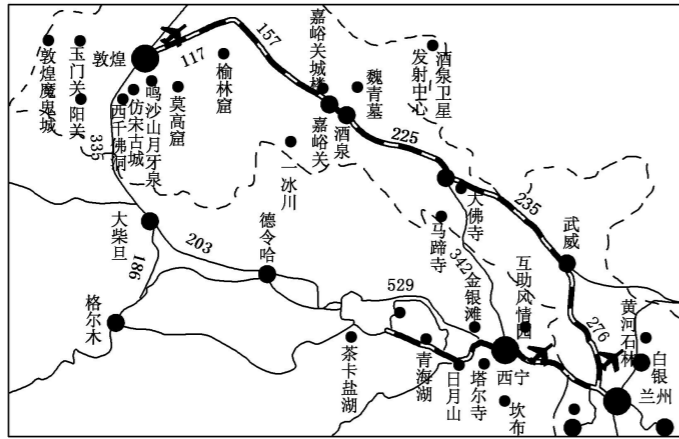 敦煌魔鬼城
玉门关
阳关
敦煌
117
157
西千佛洞
仿宋古城
鸣沙山月牙泉
莫高窟
榆林窟
嘉峪关城楼
嘉峪关
酒泉
魏青墓
发射中心
酒泉卫星
335
一冰川
225
235
大佛寺
马蹄寺
342
武威
大柴旦
203
186
德令哈
格尔木
529
金银滩
互助风情园
276
黄河石林
白银
兰州
茶卡盐湖
青海湖
日月山
塔尔寺
西宁
坎布